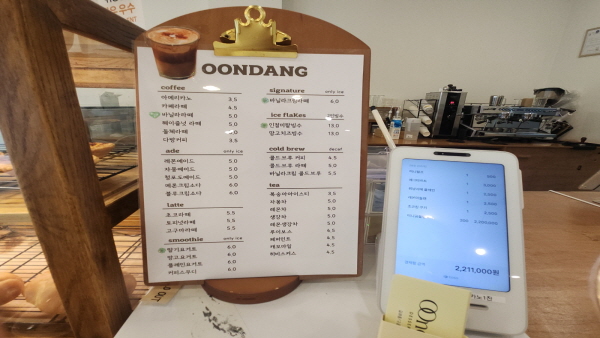 OONDANG
coffee
아메리카노 3.5
카페라떼 4.5
바닐라라떼 5.0
헤이즐넛 라떼 5.0
돌체라떼 5.0
다방커피 3.5
ade only ice
레몬에이드 5.0
자몽에이드 5.0
청포도에이드 5.0
레몬크림소다 6.0
블루크림소다 6.0
latte
초코라떼 5.5
토피넛라떼 5.5
고구마라떼 5.5
smoothie only ice
딸기요거트 6.0
망고요거트 6.0
플레인요거트 6.0
커피스무디 6.0
signature only ice
바닐라크림라떼 6.0
ice flakes
인절미팥빙수 13.0
망고치즈빙수 13.0
cold brew decaf
콜드브루 커피 4.5
콜드브루 라떼 5.0
바닐라크림 콜드브루 5.5
tea
복숭아아이스티 3.5
자몽차 5.0
레몬차 5.0
생강차 5.0
레몬생강차 5.0
루이보스 4.5
페퍼민트 4.5
캐모마일 4.5
히비스커스 4.5
2,211,000원